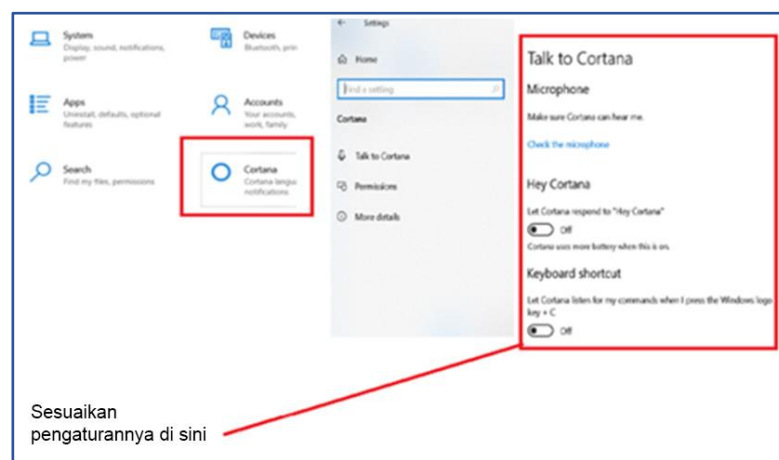 System
Display, sound, notifications,
power
Devices
Bluetooth, prin
Apps
Uninstall, defaults, optional
features
Accounts
Your accounts,
work, family
Search
Find my files, permissions
Cortana
Cortana langua
notifications
Settings
Home
Find a setting
Cortana
Talk to Cortana
Permissions
More details
Talk to Cortana
Microphone
Make sure Cortana can hear me.
Check the microphone
Hey Cortana
Let Cortana respond to "Hey Cortana"
Off
Cortana uses more battery when this is on.
Keyboard shortcut
Let Cortana listen for my commands when I press the Windows logo
key + C
Off
Sesuaikan
pengaturannya di sini